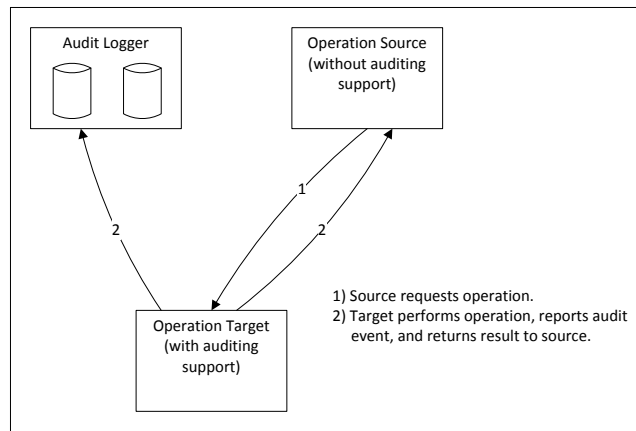 Audit Logger
Operation Source
(without auditing
support)
1
2
2
Operation Target
(with auditing
support)
1) Source requests operation.
2) Target performs operation, reports audit
event, and returns result to source.